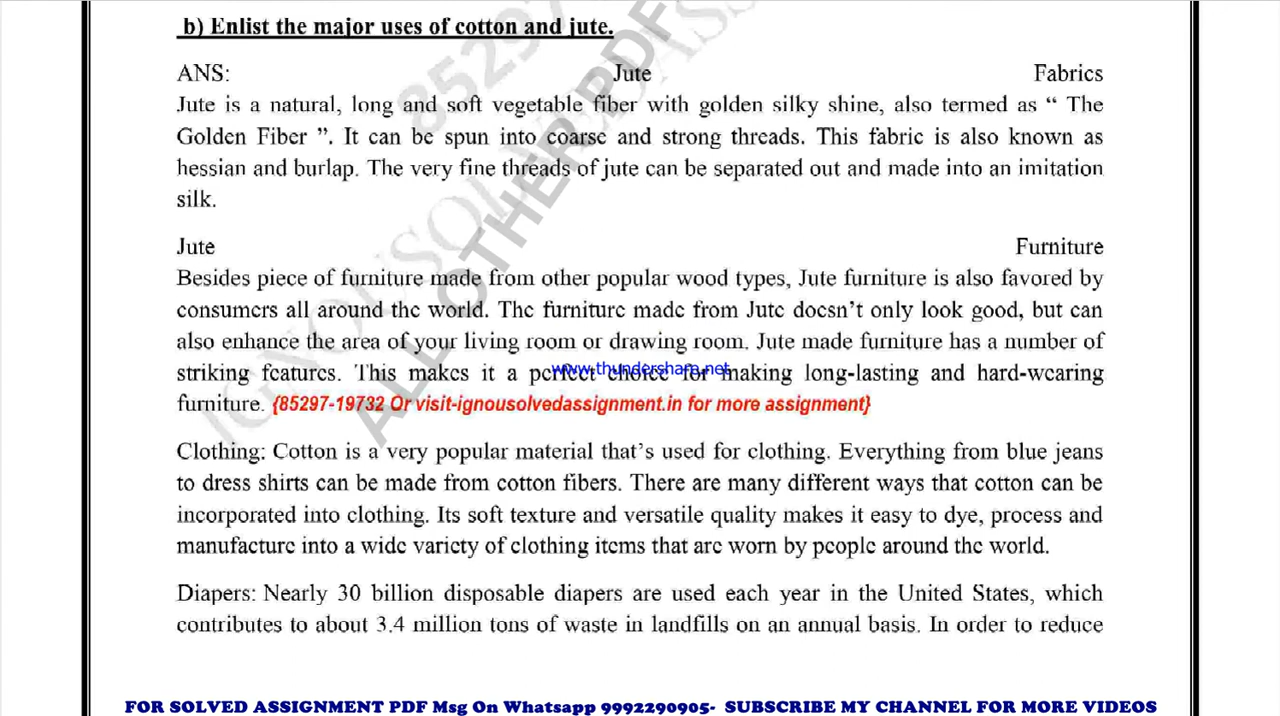 b) Enlist the major uses of cotton and jute.
ANS: Jute Fabrics
Jute is a natural, long and soft vegetable fiber with golden silky shine, also termed as “ The
Golden Fiber ”. It can be spun into coarse and strong threads. This fabric is also known as
hessian and burlap. The very fine threads of jute can be separated out and made into an imitation
silk.
Jute Furniture
Besides piece of furniture made from other popular wood types, Jute furniture is also favored by
consumers all around the world. The furniture made from Jute doesn’t only look good, but can
also enhance the area of your living room or drawing room. Jute made furniture has a number of
striking features. This makes it a perfect choice for making long-lasting and hard-wearing
www.thundershare.net
furniture. {85297-19732 Or visit-ignousolvedassignment.in for more assignment}
Clothing: Cotton is a very popular material that’s used for clothing. Everything from blue jeans
to dress shirts can be made from cotton fibers. There are many different ways that cotton can be
incorporated into clothing. Its soft texture and versatile quality makes it easy to dye, process and
manufacture into a wide variety of clothing items that are worn by people around the world.
Diapers: Nearly 30 billion disposable diapers are used each year in the United States, which
contributes to about 3.4 million tons of waste in landfills on an annual basis. In order to reduce
FOR SOLVED ASSIGNMENT PDF Msg On Whatsapp 9992290905- SUBSCRIBE MY CHANNEL FOR MORE VIDEOS
85297
ALL OTHER PDF